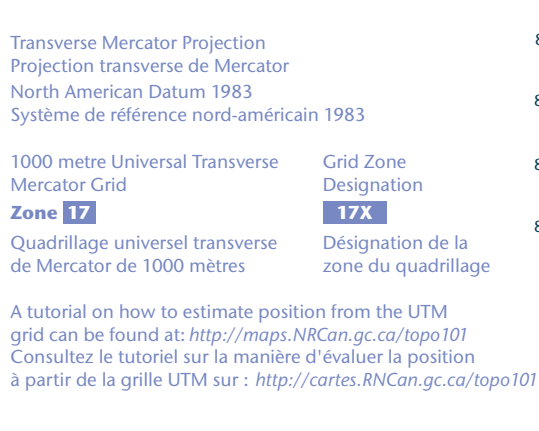 Transverse Mercator Projection
Projection transverse de Mercator
North American Datum 1983
Système de référence nord-américain 1983
1000 metre Universal Transverse
Mercator Grid
Zone 17
Quadrillage universel transverse
de Mercator de 1000 mètres
Grid Zone
Designation
17X
Désignation de la
zone du quadrillage
A tutorial on how to estimate position from the UTM
grid can be found at: http://maps.NRCan.gc.ca/topo101
Consultez le tutoriel sur la manière d'évaluer la position
à partir de la grille UTM sur : http://cartes.RNCan.gc.ca/topo101